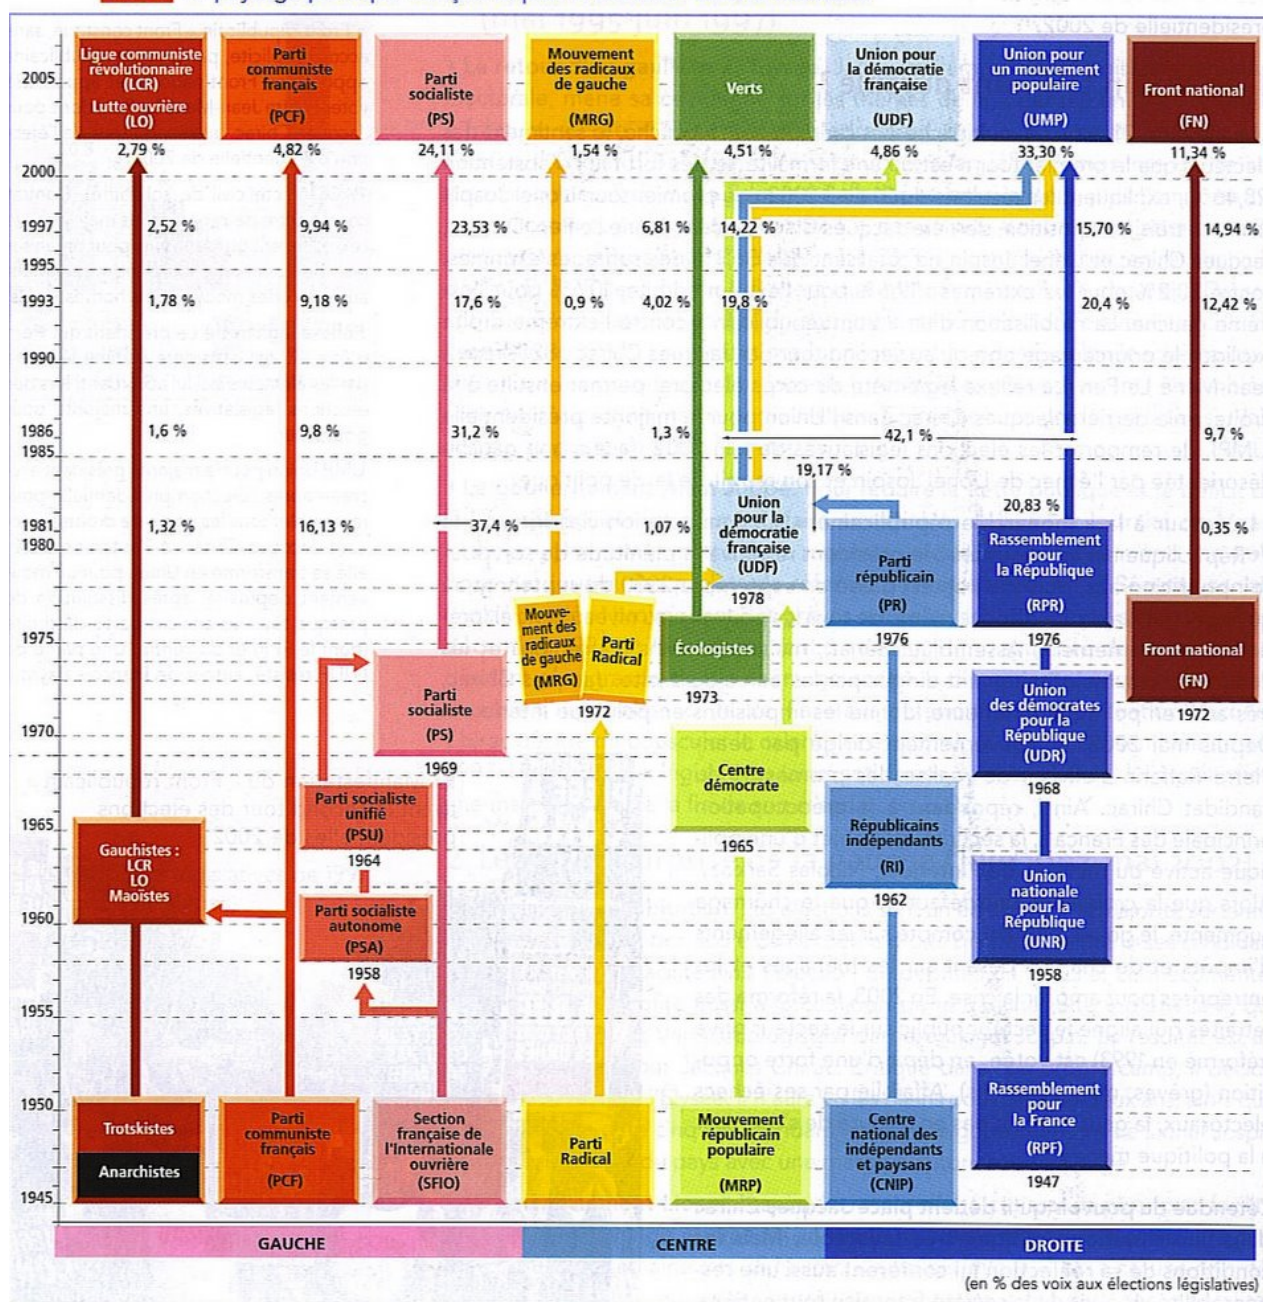 Ligue communiste
révolutionnaire
(LCR)
Lutte ouvrière
(LO)
Parti
communiste
français
(PCF)
Parti
socialiste
(PS)
Mouvement
des radicaux
de gauche
(MRG)
Verts
Union pour
la démocratie
française
(UDF)
Union pour
un mouvement
populaire
(UMP)
Front national
(FN)
2005
2,79 %
4,82 %
24,11 %
1,54 %
4,51 %
4,86 %
33,30 %
11,34 %
2000
1997
2,52 %
9,94 %
23,53 %
6,81 %
14,22 %
15,70 %
14,94 %
1995
1993
1,78 %
9,18 %
17,6 %
0,9 %
4,02 %
19,8 %
20,4 %
12,42 %
1990
1986
1,6 %
9,8 %
31,2 %
1,3 %
42,1 %
9,7 %
1985
19,17 %
1981
1,32 %
16,13 %
37,4 %
1,07 %
20,83 %
0,35 %
1980
Union
pour la
démocratie
française
(UDF)
1978
Parti
républicain
(PR)
1976
Rassemblement
pour
la République
(RPR)
1976
1975
Mouve-
ment des
radicaux
de gauche
(MRG)
Parti
Radical
1972
Écologistes
1973
Front national
(FN)
1972
Parti
socialiste
(PS)
1969
Union
des démocrates
pour la
République
(UDR)
1968
1970
Centre
démocrate
1965
Parti socialiste
unifié
(PSU)
1964
Républicains
indépendants
(RI)
1962
1965
Gauchistes :
LCR
LO
Maoïstes
Parti socialiste
autonome
(PSA)
1958
Union
nationale
pour la
République
(UNR)
1958
1960
1955
1950
Trotskistes
Anarchistes
Parti
communiste
français
(PCF)
Section
française de
l'Internationale
ouvrière
(SFIO)
Parti
Radical
Mouvement
républicain
populaire
(MRP)
Centre
national des
indépendants
et paysans
(CNIP)
Rassemblement
pour
la France
(RPF)
1947
1945
GAUCHE
CENTRE
DROITE
(en % des voix aux élections législatives)